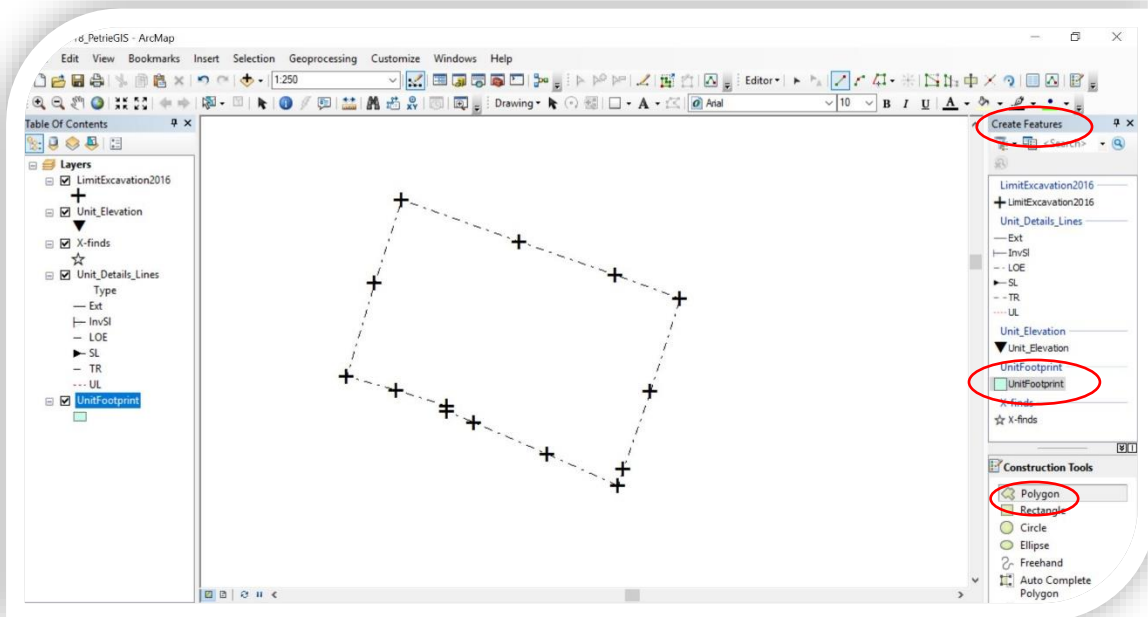 18_PetrieGIS - ArcMap
Edit View Bookmarks Insert Selection Geoprocessing Customize Windows Help
1:250
Editor
Drawing
A
Arial
10
B I U A
Table Of Contents
Layers
LimitExcavation2016
Unit_Elevation
X-finds
Unit_Details_Lines
Type
Ext
InvSl
LOE
SL
TR
UL
UnitFootprint
Create Features
<Search>
LimitExcavation2016
LimitExcavation2016
Unit_Details_Lines
Ext
InvSl
LOE
SL
TR
UL
Unit_Elevation
Unit_Elevation
UnitFootprint
UnitFootprint
X-finds
X-finds
Construction Tools
Polygon
Rectangle
Circle
Ellipse
Freehand
Auto Complete
Polygon